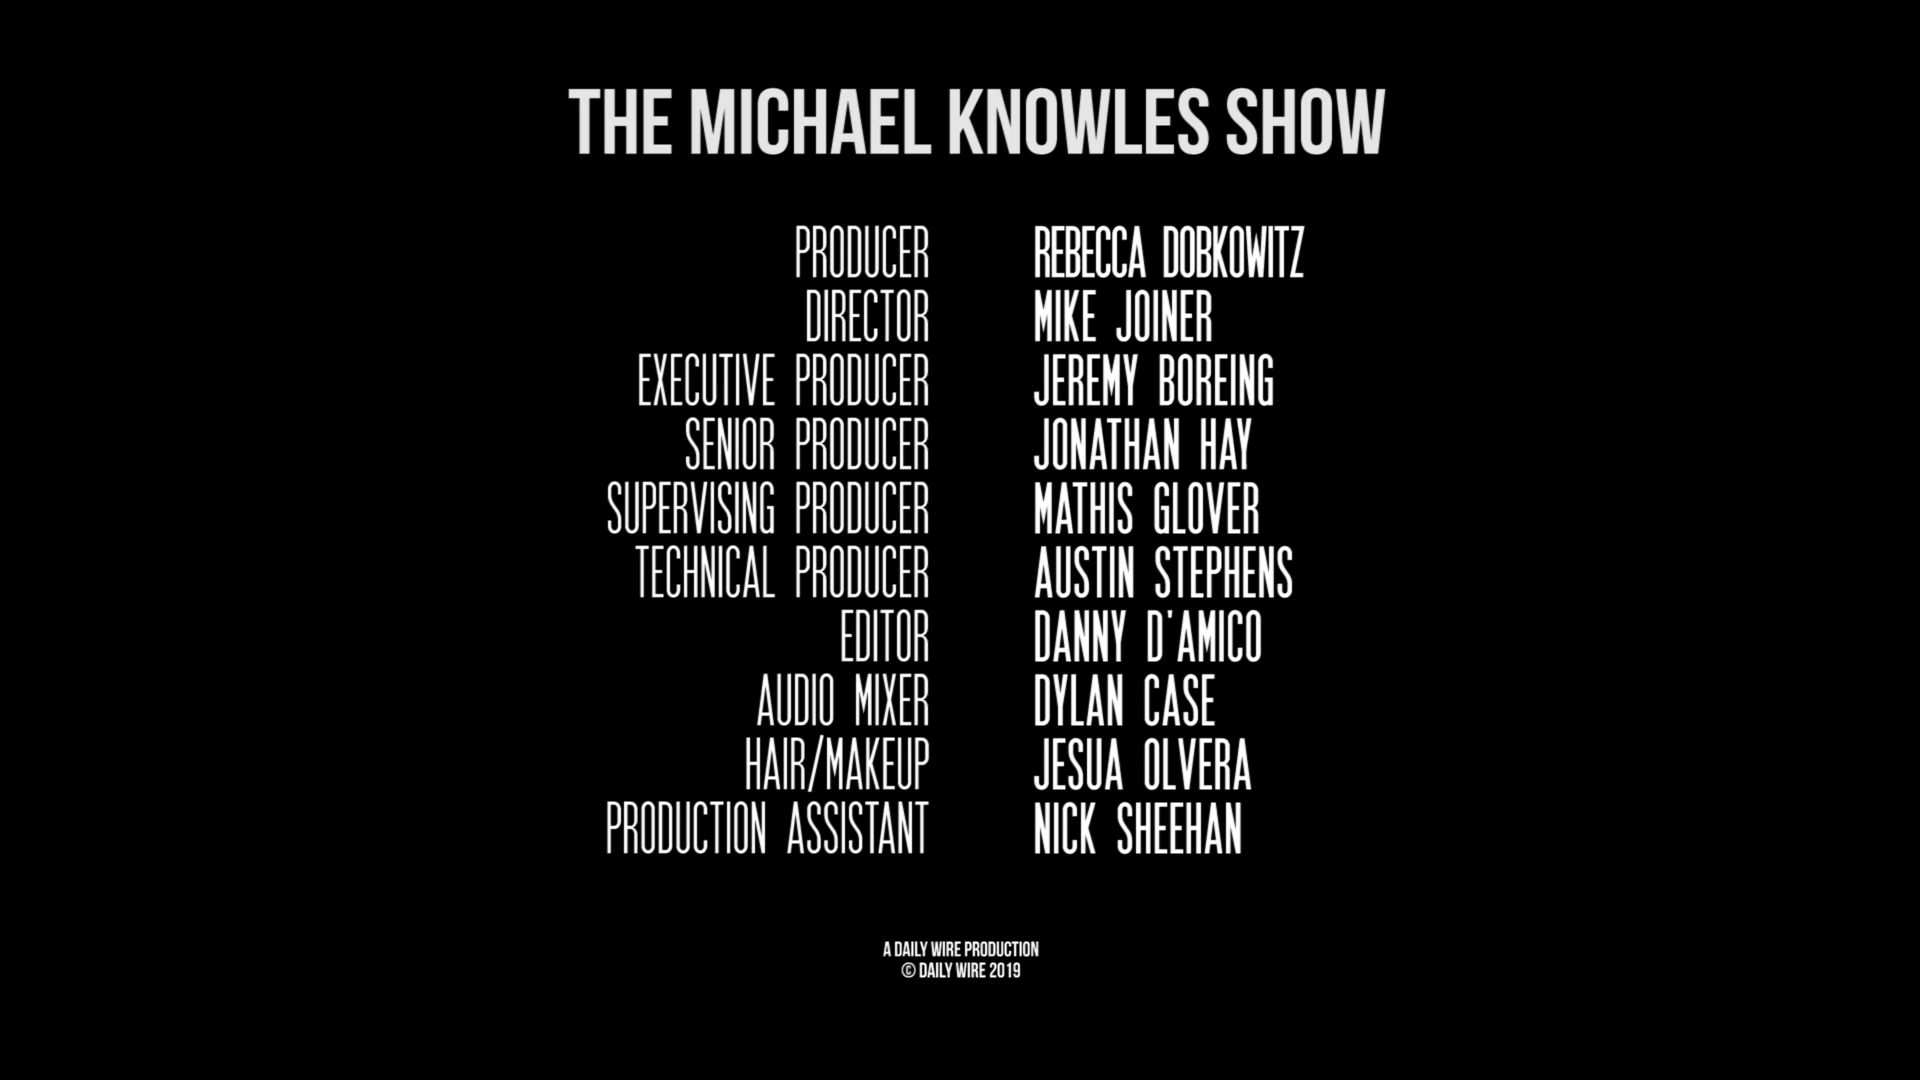 THE MICHAEL KNOWLES SHOW
PRODUCER REBECCA DOBKOWITZ
DIRECTOR MIKE JOINER
EXECUTIVE PRODUCER JEREMY BOREING
SENIOR PRODUCER JONATHAN HAY
SUPERVISING PRODUCER MATHIS GLOVER
TECHNICAL PRODUCER AUSTIN STEPHENS
EDITOR DANNY D'AMICO
AUDIO MIXER DYLAN CASE
HAIR/MAKEUP JESUA OLVERA
PRODUCTION ASSISTANT NICK SHEEHAN
A DAILY WIRE PRODUCTION
© DAILY WIRE 2019